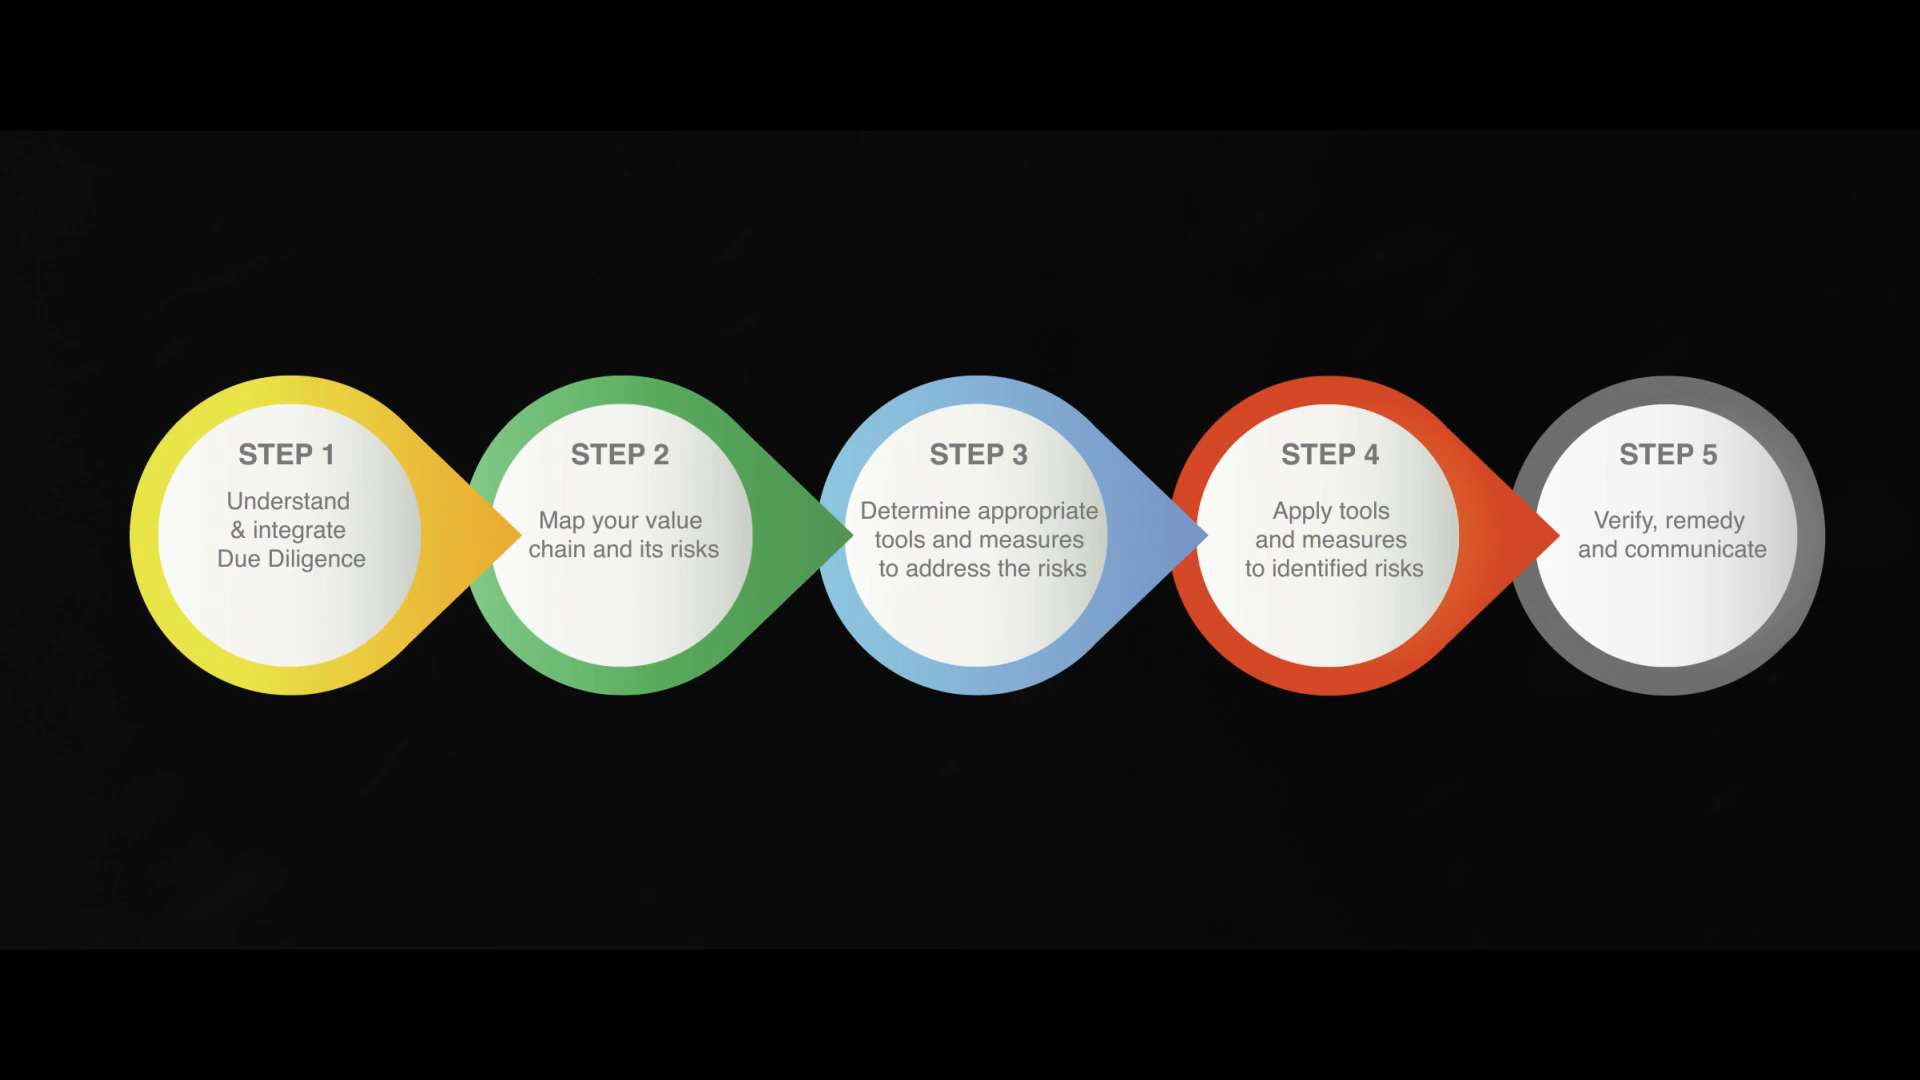 STEP 1
Understand
& integrate
Due Diligence
STEP 2
Map your value
chain and its risks
STEP 3
Determine appropriate
tools and measures
to address the risks
STEP 4
Apply tools
and measures
to identified risks
STEP 5
Verify, remedy
and communicate